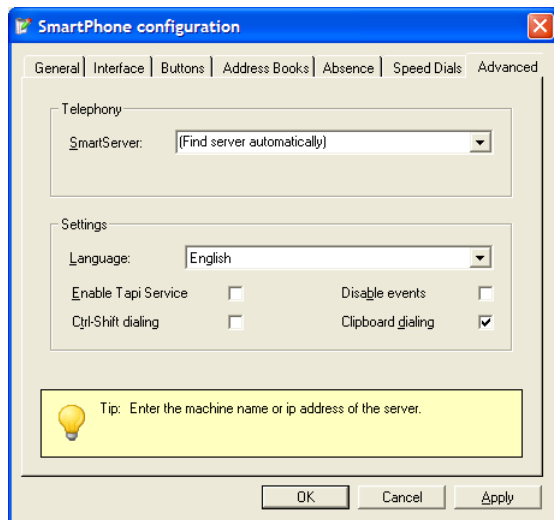 SmartPhone configuration
General Interface Buttons Address Books Absence Speed Dials Advanced
Telephony
SmartServer: (Find server automatically)
Settings
Language: English
Enable Tapi Service Disable events
Ctrl-Shift dialing Clipboard dialing
Tip: Enter the machine name or ip address of the server.
OK Cancel Apply